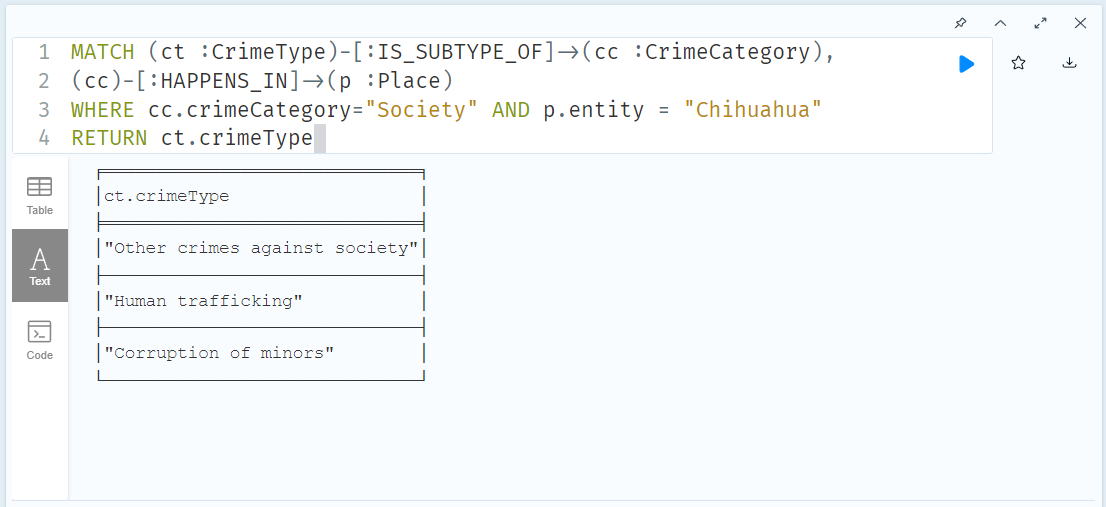 1 MATCH (ct :CrimeType)-[:IS_SUBTYPE_OF]->(cc :CrimeCategory),
2 (cc)-[:HAPPENS_IN]->(p :Place)
3 WHERE cc.crimeCategory="Society" AND p.entity = "Chihuahua"
4 RETURN ct.crimeType
Table
A
Text
Code
ct.crimeType
"Other crimes against society"
"Human trafficking"
"Corruption of minors"